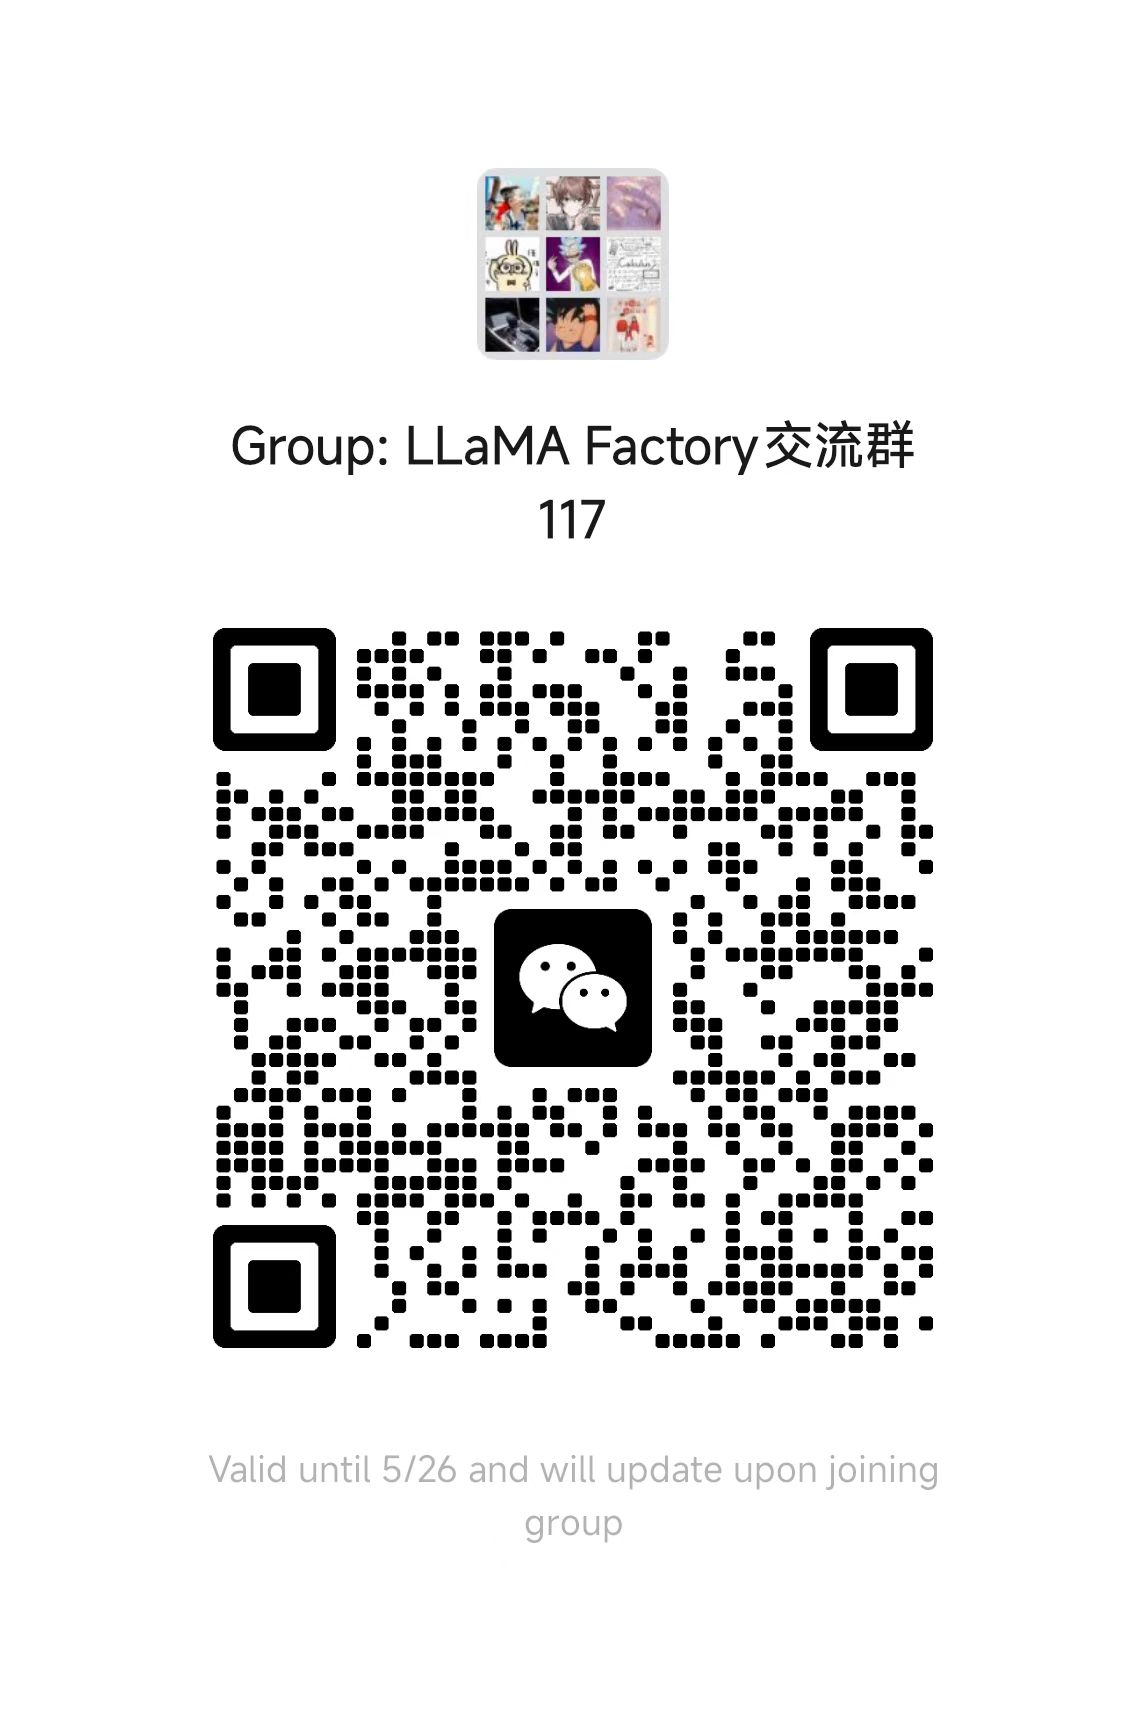 Group: LLaMA Factory交流群
117
Valid until 5/26 and will update upon joining
group